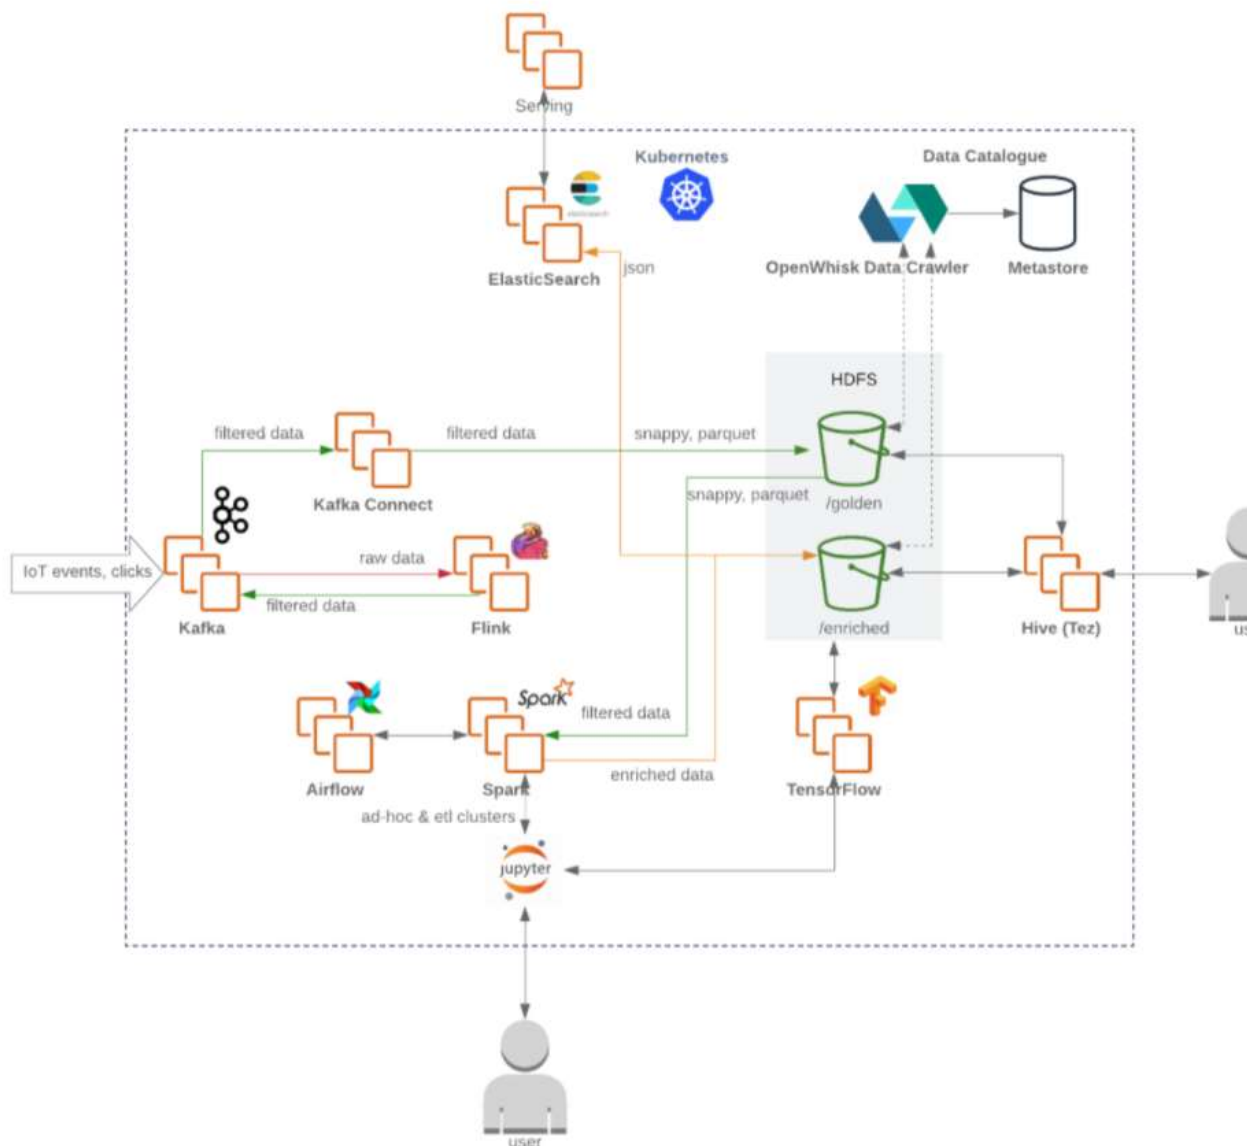 Serving
Kubernetes
Data Catalogue
elasticsearch
ElasticSearch
json
OpenWhisk Data Crawler
Metastore
HDFS
filtered data
filtered data
snappy, parquet
Kafka Connect
snappy, parquet
/golden
IoT events, clicks
raw data
filtered data
Kafka
Flink
/enriched
Hive (Tez)
us
Spark
filtered data
enriched data
Airflow
Spark
TensorFlow
ad-hoc & etl clusters
jupyter
user